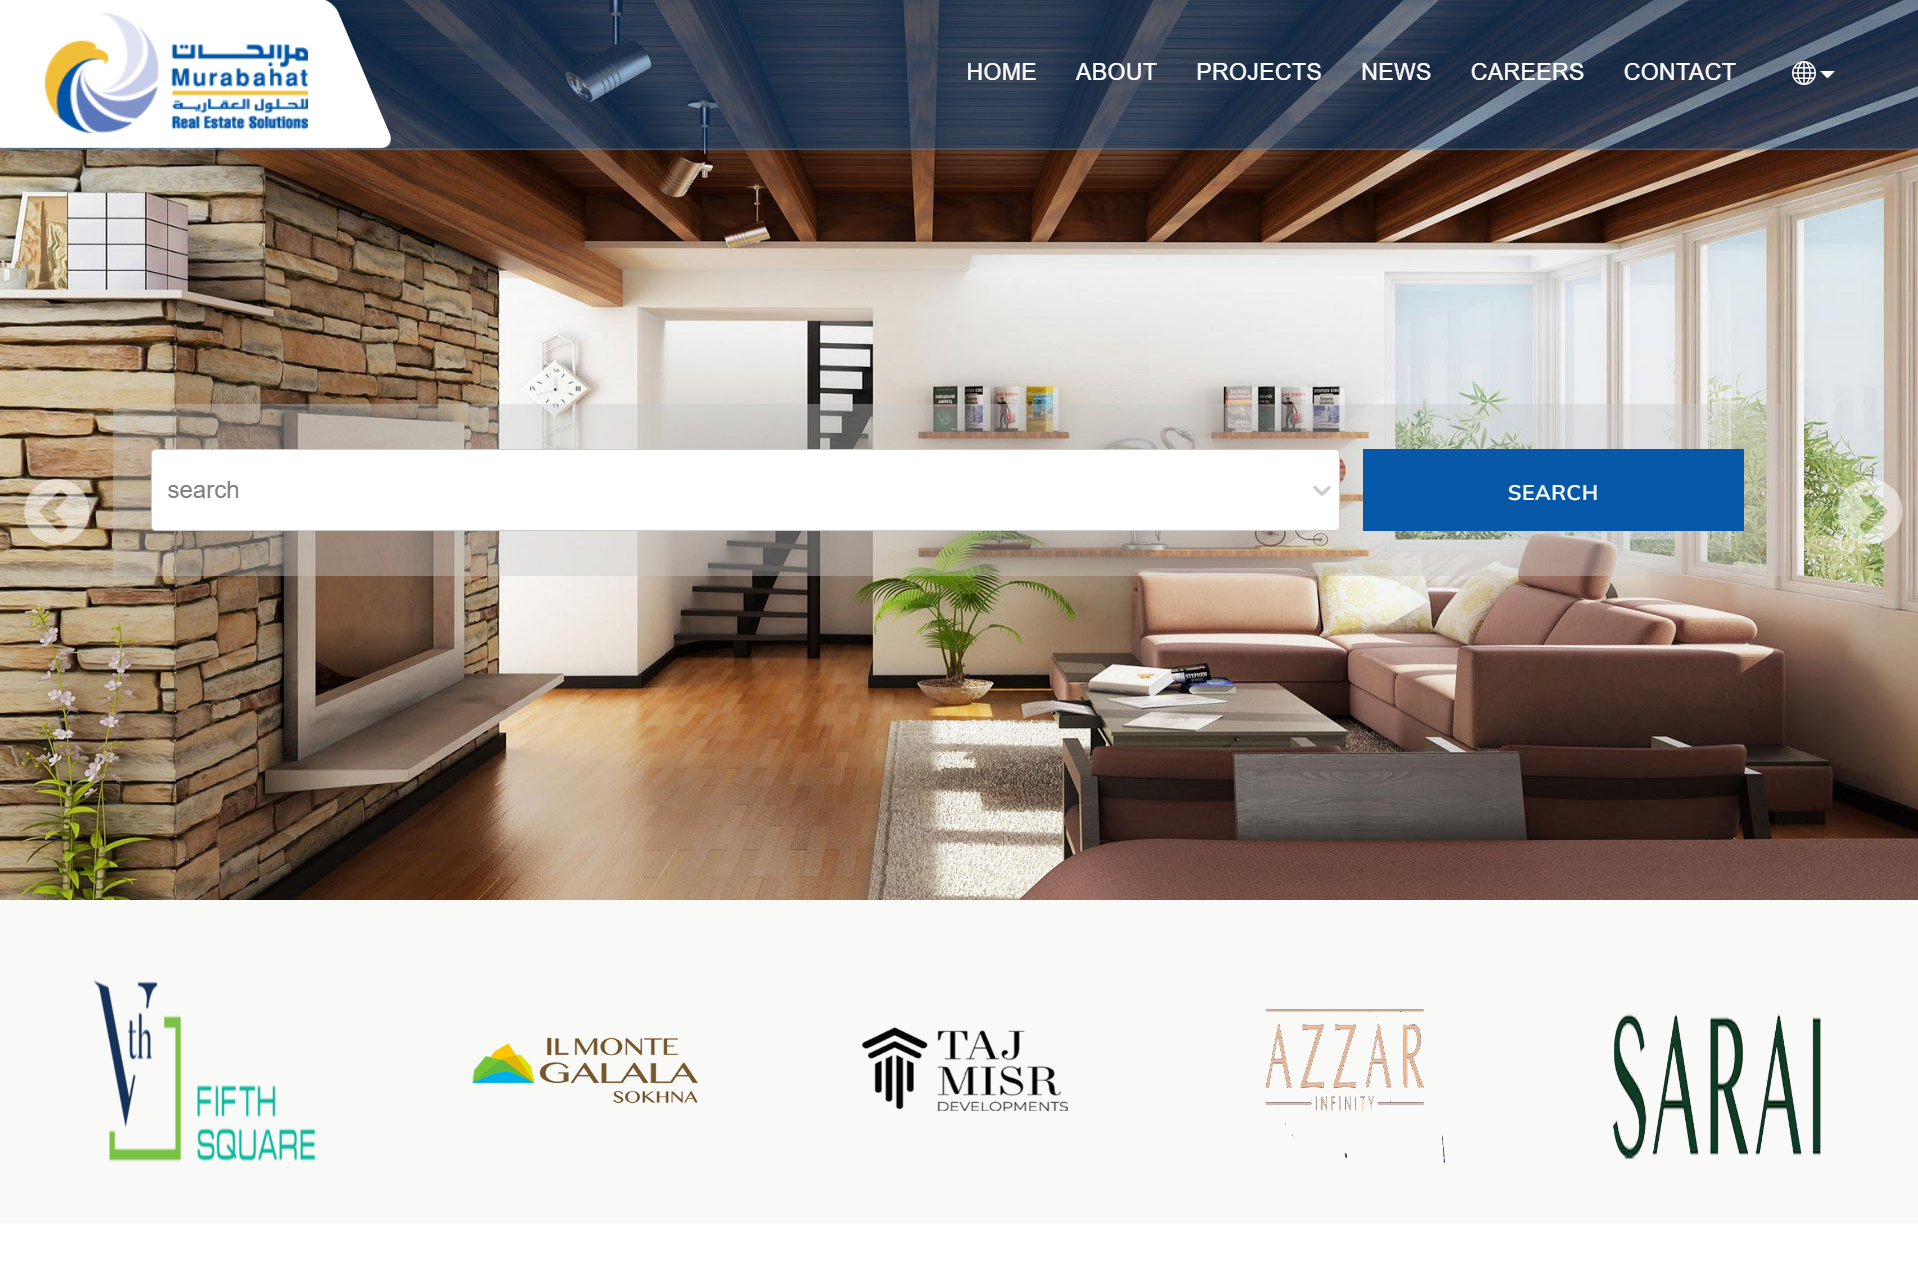 مرابحات
Murabahat
للحلول العقارية
Real Estate Solutions
HOME
ABOUT
PROJECTS
NEWS
CAREERS
CONTACT
search
SEARCH
Vth
FIFTH
SQUARE
IL MONTE
GALALA
SOKHNA
TAJ
MISR
DEVELOPMENTS
AZZAR
INFINITY
SARAI